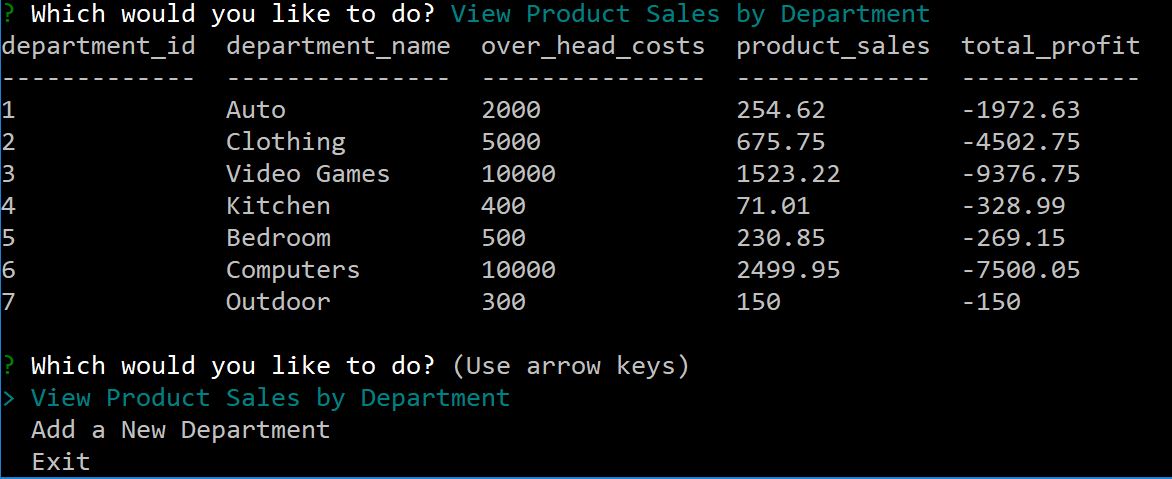 ? Which would you like to do? View Product Sales by Department
department_id  department_name  over_head_costs  product_sales  total_profit
-------------  ---------------  ---------------  -------------  ------------
1              Auto             2000             254.62         -1972.63
2              Clothing         5000             675.75         -4502.75
3              Video Games      10000            1523.22        -9376.75
4              Kitchen          400              71.01          -328.99
5              Bedroom          500              230.85         -269.15
6              Computers        10000            2499.95        -7500.05
7              Outdoor          300              150            -150
? Which would you like to do? (Use arrow keys)
> View Product Sales by Department
  Add a New Department
  Exit